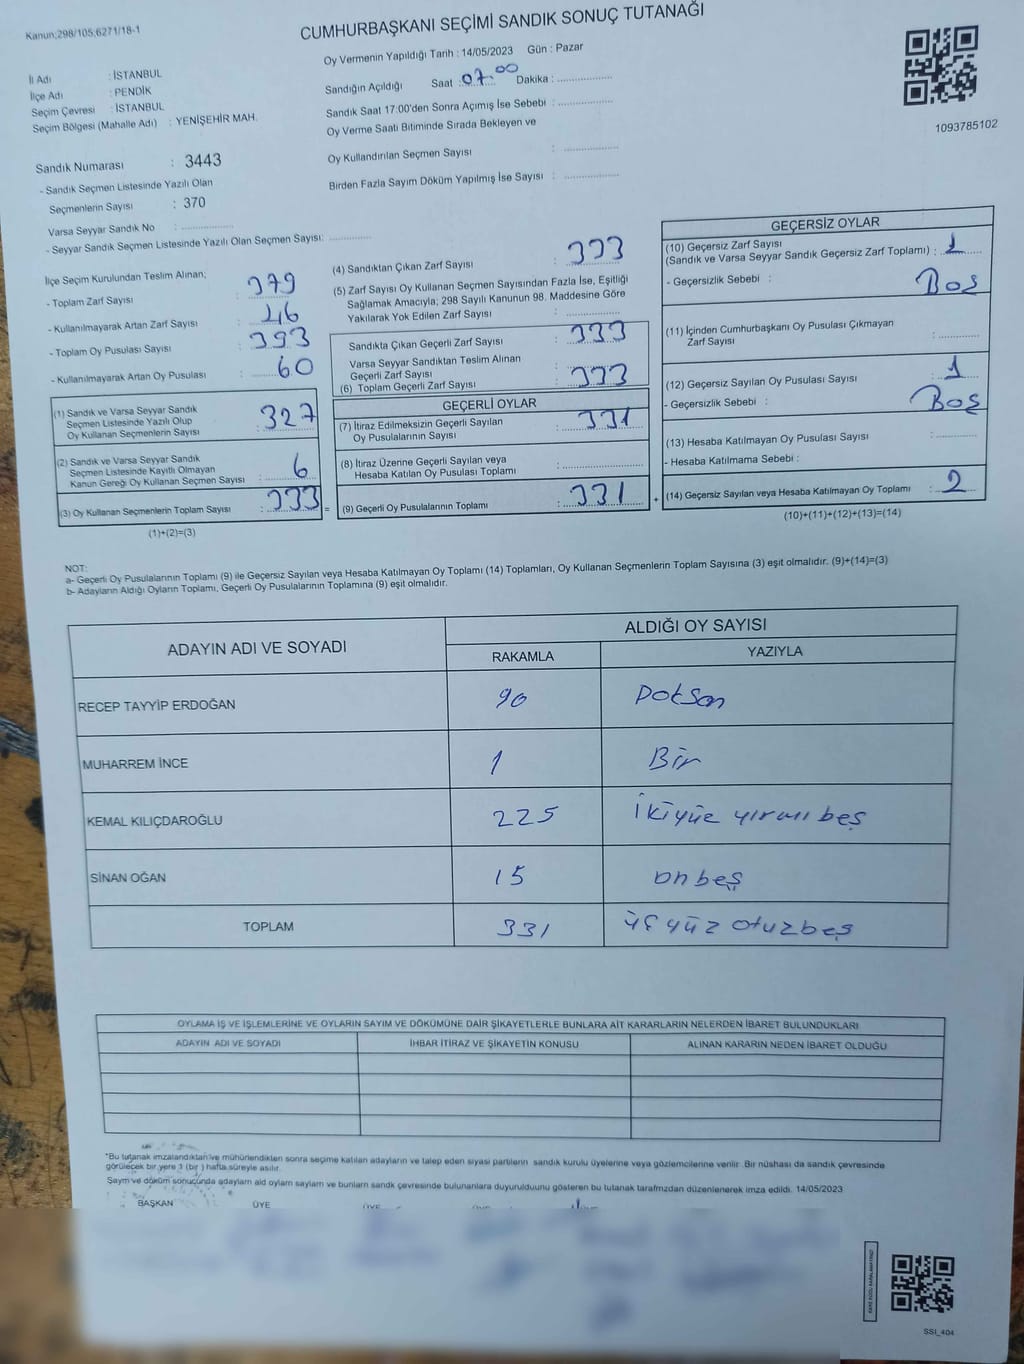 Kanun;298/105;6271/18-1
CUMHURBAŞKANI SEÇİMİ SANDIK SONUÇ TUTANAĞI
Oy Vermenin Yapıldığı Tarih : 14/05/2023 Gün : Pazar
İl Adı : İSTANBUL
İlçe Adı : PENDİK
Seçim Çevresi : İSTANBUL
Seçim Bölgesi (Mahalle Adı) : YENİŞEHİR MAH.
Sandığın Açıldığı Saat : 07.00 Dakika : ..............
Sandık Saat 17:00'den Sonra Açımış İse Sebebi : ..............
Oy Verme Saati Bitiminde Sırada Bekleyen ve
Oy Kullandırılan Seçmen Sayısı : ..............
Birden Fazla Sayım Döküm Yapılmış İse Sayısı : ..............
1093785102
Sandık Numarası : 3443
- Sandık Seçmen Listesinde Yazılı Olan
Seçmenlerin Sayısı : 370
Varsa Seyyar Sandık No : ..............
- Seyyar Sandık Seçmen Listesinde Yazılı Olan Seçmen Sayısı: ..............
İlçe Seçim Kurulundan Teslim Alınan;
- Toplam Zarf Sayısı : 379
- Kullanılmayarak Artan Zarf Sayısı : 46
- Toplam Oy Pusulası Sayısı : 393
- Kullanılmayarak Artan Oy Pusulası : 60
(1) Sandık ve Varsa Seyyar Sandık
Seçmen Listesinde Yazılı Olup
Oy Kullanan Seçmenlerin Sayısı : 327
(2) Sandık ve Varsa Seyyar Sandık
Seçmen Listesinde Kayıtlı Olmayan
Kanun Gereği Oy Kullanan Seçmen Sayısı : 6
(3) Oy Kullanan Seçmenlerin Toplam Sayısı : 333 =
(1)+(2)=(3)
(4) Sandıktan Çıkan Zarf Sayısı : 333
(5) Zarf Sayısı Oy Kullanan Seçmen Sayısından Fazla İse, Eşitliği
Sağlamak Amacıyla; 298 Sayılı Kanunun 98. Maddesine Göre
Yakılarak Yok Edilen Zarf Sayısı : ..............
Sandıkta Çıkan Geçerli Zarf Sayısı : 333
Varsa Seyyar Sandıktan Teslim Alınan
Geçerli Zarf Sayısı :
(6) Toplam Geçerli Zarf Sayısı : 333
GEÇERLİ OYLAR
(7) İtiraz Edilmeksizin Geçerli Sayılan
Oy Pusulalarının Sayısı : 331
(8) İtiraz Üzerine Geçerli Sayılan veya
Hesaba Katılan Oy Pusulası Toplamı : ..............
(9) Geçerli Oy Pusulalarının Toplamı : 331 +
GEÇERSİZ OYLAR
(10) Geçersiz Zarf Sayısı
(Sandık ve Varsa Seyyar Sandık Geçersiz Zarf Toplamı) : 1
- Geçersizlik Sebebi : Boş
(11) İçinden Cumhurbaşkanı Oy Pusulası Çıkmayan
Zarf Sayısı : ..............
(12) Geçersiz Sayılan Oy Pusulası Sayısı : 1
- Geçersizlik Sebebi : Boş
(13) Hesaba Katılmayan Oy Pusulası Sayısı : ..............
- Hesaba Katılmama Sebebi :
(14) Geçersiz Sayılan veya Hesaba Katılmayan Oy Toplamı : 2
(10)+(11)+(12)+(13)=(14)
NOT:
a- Geçerli Oy Pusulalarının Toplamı (9) ile Geçersiz Sayılan veya Hesaba Katılmayan Oy Toplamı (14) Toplamları, Oy Kullanan Seçmenlerin Toplam Sayısına (3) eşit olmalıdır. (9)+(14)=(3)
b- Adayların Aldığı Oyların Toplamı, Geçerli Oy Pusulalarının Toplamına (9) eşit olmalıdır.
ADAYIN ADI VE SOYADI ALDIĞI OY SAYISI
RAKAMLA YAZIYLA
RECEP TAYYİP ERDOĞAN 90 Doksan
MUHARREM İNCE 1 Bir
KEMAL KILIÇDAROĞLU 225 İkiyüz yirmi beş
SİNAN OĞAN 15 onbeş
TOPLAM 331 üçyüz otuzbeş
OYLAMA İŞ VE İŞLEMLERİNE VE OYLARIN SAYIM VE DÖKÜMÜNE DAİR ŞİKAYETLERLE BUNLARA AİT KARARLARIN NELERDEN İBARET BULUNDUKLARI
ADAYIN ADI VE SOYADI İHBAR İTİRAZ VE ŞİKAYETİN KONUSU ALINAN KARARIN NEDEN İBARET OLDUĞU
*Bu tutanak imzalandıktan ve mühürlendikten sonra seçime katılan adayların ve talep eden siyasi partilerin sandık kurulu üyelerine veya gözlemcilerine verilir. Bir nüshası da sandık çevresinde
görülecek bir yere 1 (bir ) hafta süreyle asılır.
Sayım ve döküm sonucunda adayların ald oyların sayların ve bunların sandk çevresinde bulunanlara duyurulduunu gösteren bu tutanak tarafmzdan düzenlenerek imza edildi. 14/05/2023
BAŞKAN ÜYE
SSI_404